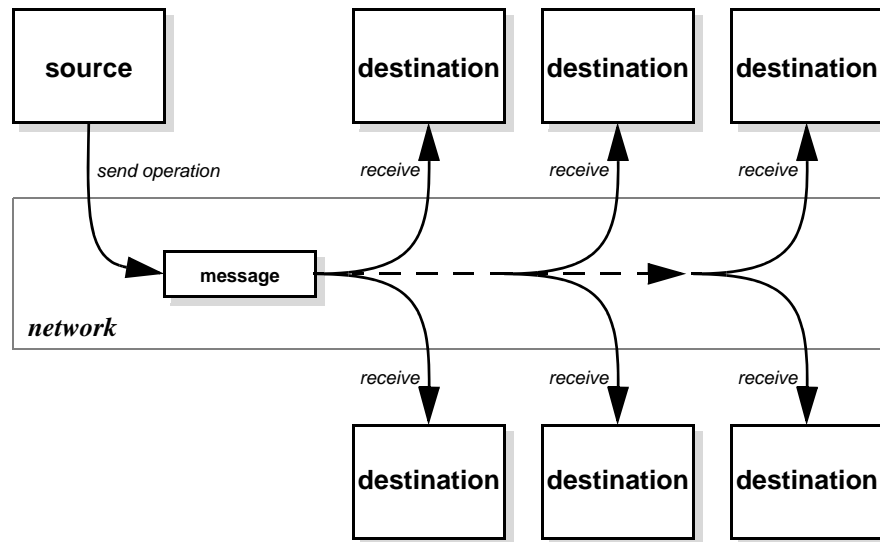 source
destination
destination
destination
send operation
receive
receive
receive
message
network
receive
receive
receive
destination
destination
destination